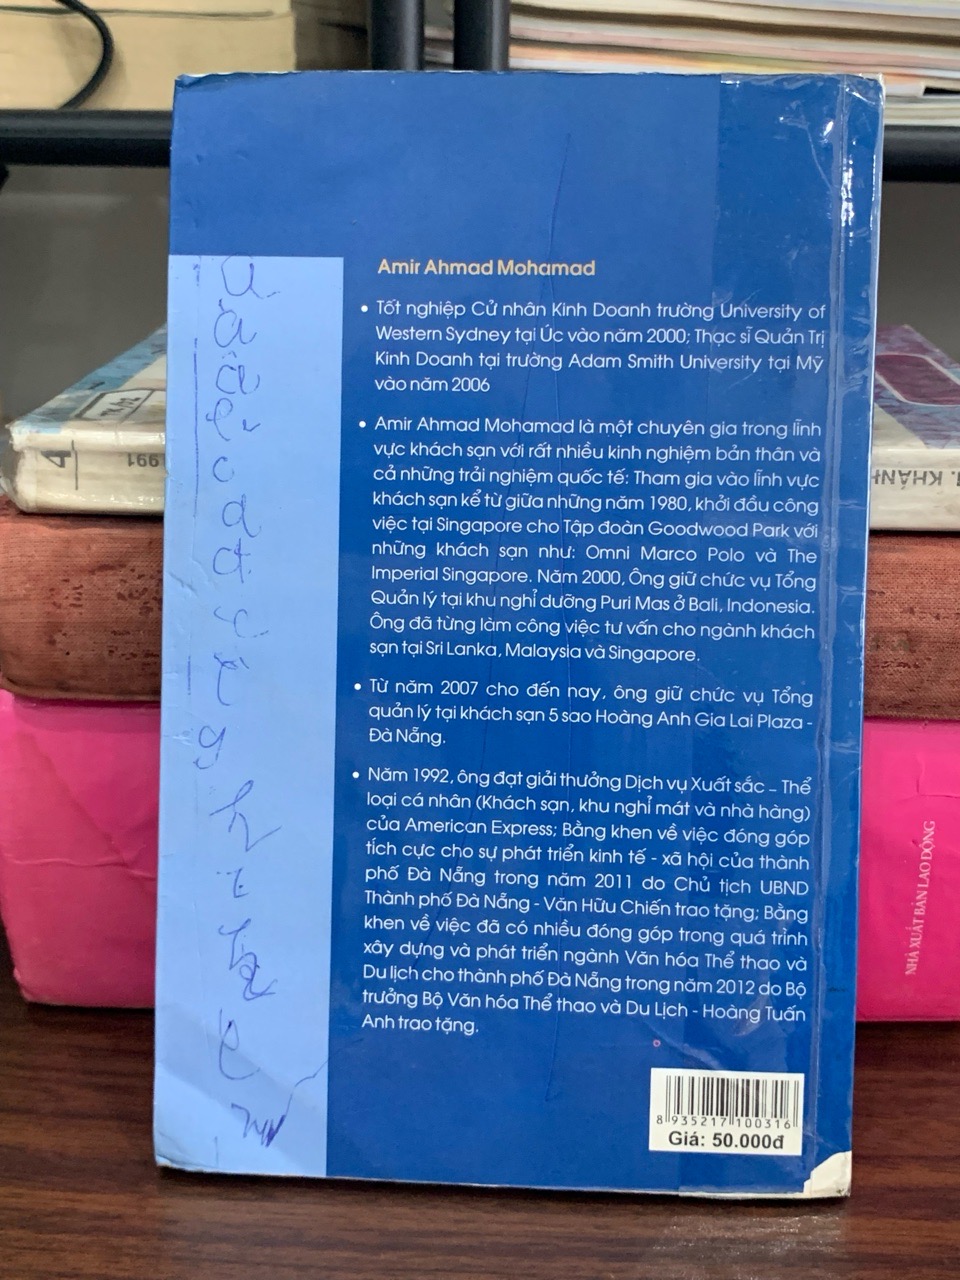 Amir Ahmad Mohamad
• Tốt nghiệp Cử nhân Kinh Doanh trường University of
Western Sydney tại Úc vào năm 2000; Thạc sĩ Quản Trị
Kinh Doanh tại trường Adam Smith University tại Mỹ
vào năm 2006
• Amir Ahmad Mohamad là một chuyên gia trong lĩnh
vực khách sạn với rất nhiều kinh nghiệm bản thân và
cả những trải nghiệm quốc tế: Tham gia vào lĩnh vực
khách sạn kể từ giữa những năm 1980, khởi đầu công
việc tại Singapore cho Tập đoàn Goodwood Park với
những khách sạn như: Omni Marco Polo và The
Imperial Singapore. Năm 2000, Ông giữ chức vụ Tổng
Quản lý tại khu nghỉ dưỡng Puri Mas ở Bali, Indonesia.
Ông đã từng làm công việc tư vấn cho ngành khách
sạn tại Sri Lanka, Malaysia và Singapore.
• Từ năm 2007 cho đến nay, ông giữ chức vụ Tổng
quản lý tại khách sạn 5 sao Hoàng Anh Gia Lai Plaza -
Đà Nẵng.
• Năm 1992, ông đạt giải thưởng Dịch vụ Xuất sắc - Thể
loại cá nhân (Khách sạn, khu nghỉ mát và nhà hàng)
của American Express; Bằng khen về việc đóng góp
tích cực cho sự phát triển kinh tế - xã hội của thành
phố Đà Nẵng trong năm 2011 do Chủ tịch UBND
Thành phố Đà Nẵng - Văn Hữu Chiến trao tặng; Bằng
khen về việc đã có nhiều đóng góp trong quá trình
xây dựng và phát triển ngành Văn hóa Thể thao và
Du lịch cho thành phố Đà Nẵng trong năm 2012 do Bộ
trưởng Bộ Văn hóa Thể thao và Du Lịch - Hoàng Tuấn
Anh trao tặng.
8 935217 100316
Giá: 50.000đ
4
1991
KHÁNH
NHÀ XUẤT BẢN LAO ĐỘNG